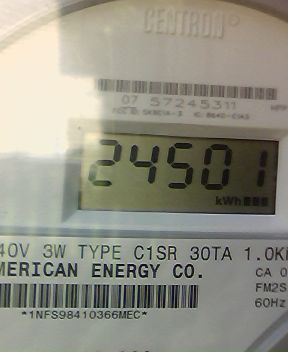 CENTRON®
07 57245311
24501
kWh
40V 3W TYPE C1SR 30TA 1.0K
MERICAN ENERGY CO.
CA 0
FM2S
60Hz
*1NFS98410366MEC*